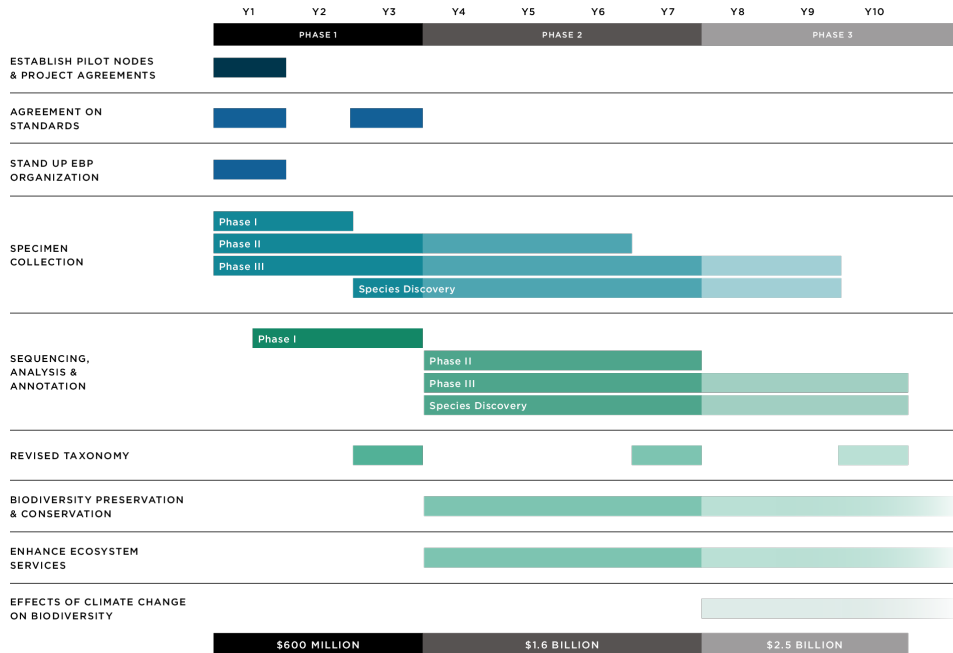 Y1 Y2 Y3 Y4 Y5 Y6 Y7 Y8 Y9 Y10
PHASE 1 PHASE 2 PHASE 3
ESTABLISH PILOT NODES
& PROJECT AGREEMENTS
AGREEMENT ON
STANDARDS
STAND UP EBP
ORGANIZATION
SPECIMEN
COLLECTION
Phase I
Phase II
Phase III
Species Discovery
SEQUENCING,
ANALYSIS &
ANNOTATION
Phase I
Phase II
Phase III
Species Discovery
REVISED TAXONOMY
BIODIVERSITY PRESERVATION
& CONSERVATION
ENHANCE ECOSYSTEM
SERVICES
EFFECTS OF CLIMATE CHANGE
ON BIODIVERSITY
$600 MILLION $1.6 BILLION $2.5 BILLION